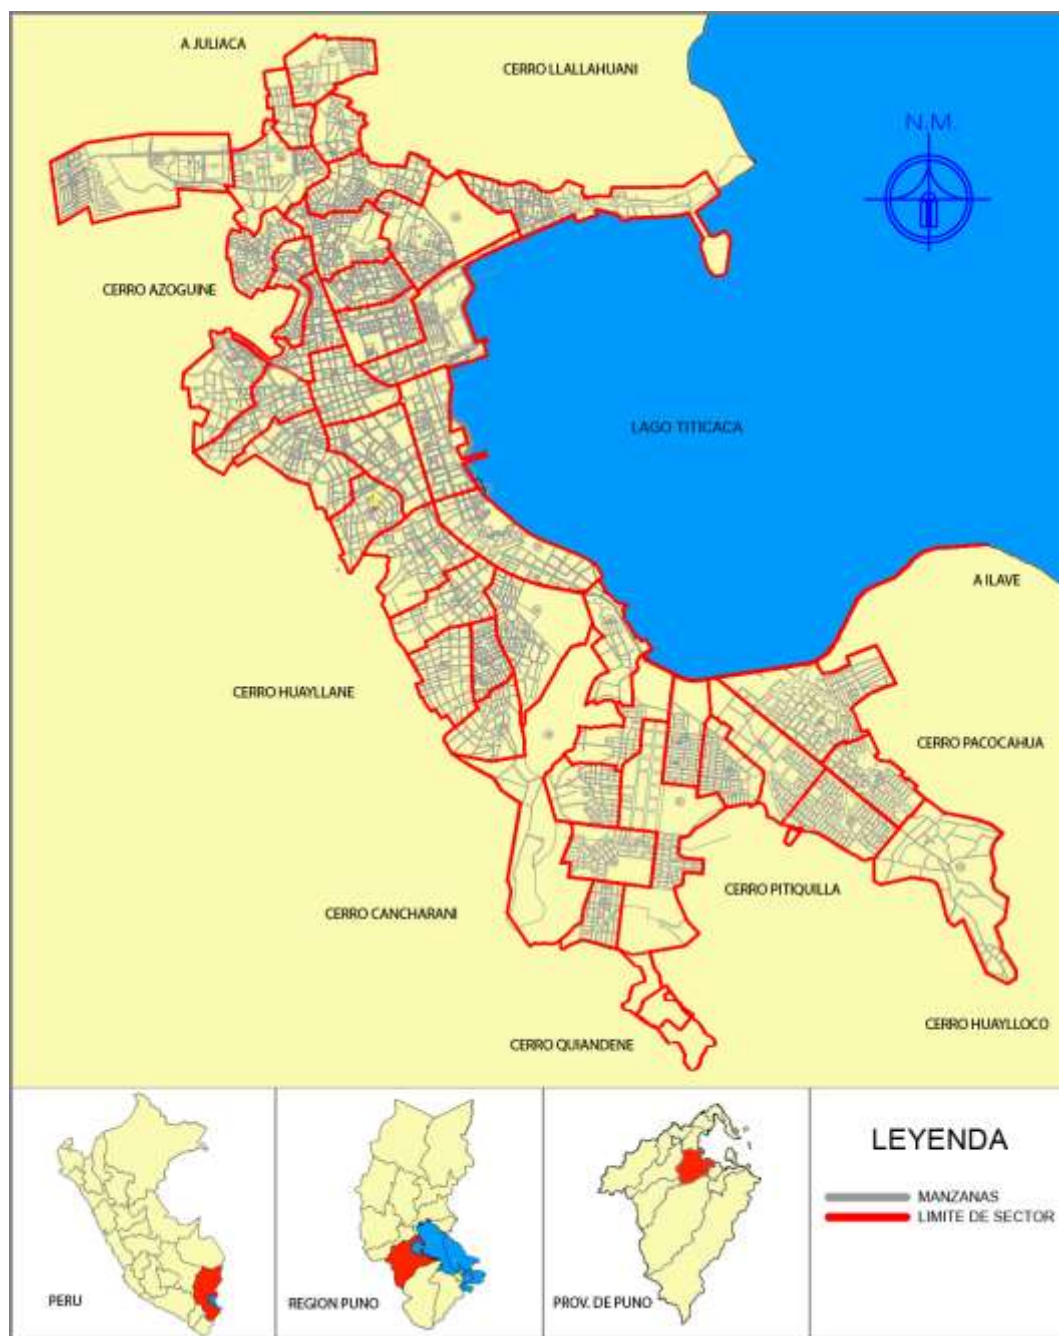 A JULIACA
CERRO LLALLAHUANI
N.M.
CERRO AZOGUINE
LAGO TITICACA
A ILAVE
CERRO HUAYLLANE
CERRO PACOCAHUA
CERRO PITIQUILLA
CERRO CANCHARANI
CERRO HUAYLLOCO
CERRO QUIANDENE
PERU
REGION PUNO
PROV. DE PUNO
LEYENDA
MANZANAS
LIMITE DE SECTOR